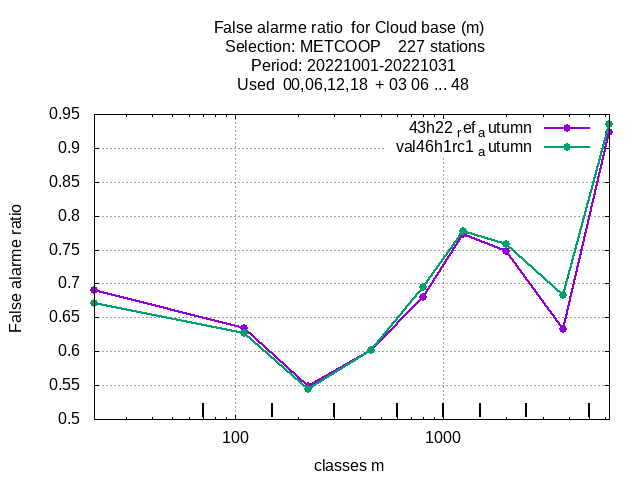 False alarme ratio for Cloud base (m)
Selection: METCOOP 227 stations
Period: 20221001-20221031
Used 00,06,12,18 + 03 06 ... 48
43h22 ref autumn
val46h1rc1 autumn
0.95
0.9
0.85
0.8
0.75
0.7
0.65
0.6
0.55
0.5
False alarme ratio
100
1000
classes m